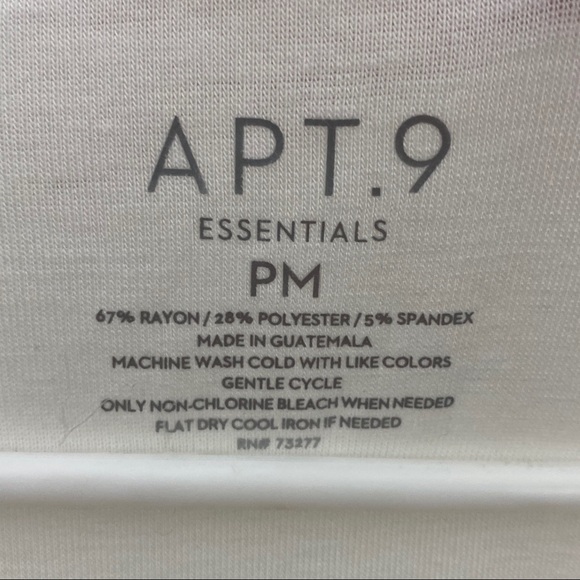 APT.9
ESSENTIALS
PM
67% RAYON / 28% POLYESTER / 5% SPANDEX
MADE IN GUATEMALA
MACHINE WASH COLD WITH LIKE COLORS
GENTLE CYCLE
ONLY NON-CHLORINE BLEACH WHEN NEEDED
FLAT DRY COOL IRON IF NEEDED
RN# 73277